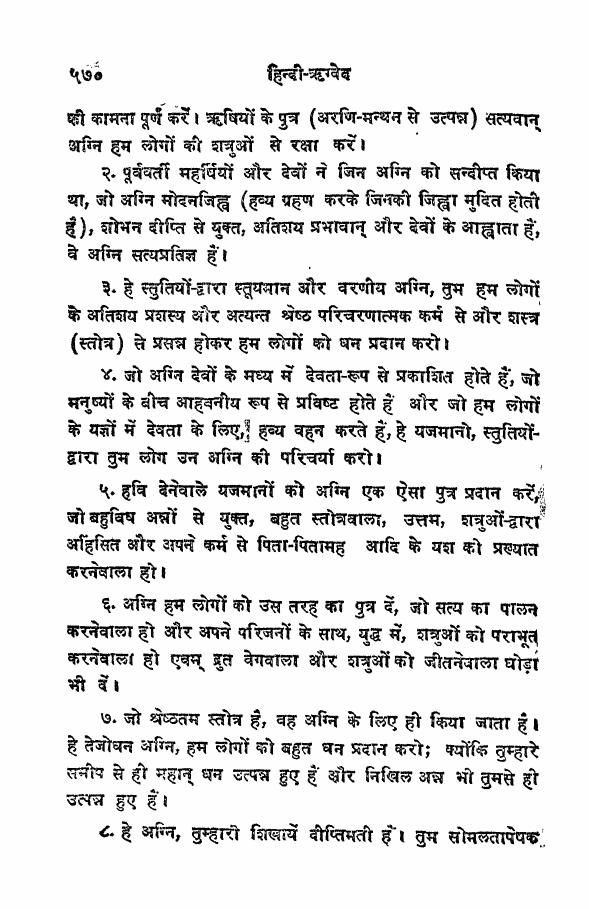 ५७० हिन्दी-ऋग्वेद
की कामना पूर्ण करें। ऋषियों के पुत्र (अरणि-मन्थन से उत्पन्न) सत्यवान्
अग्नि हम लोगों की शत्रुओं से रक्षा करें।
२. पूर्ववर्ती महर्षियों और देवों ने जिन अग्नि को सन्दीप्त किया
था, जो अग्नि मोदनजिह्व (हव्य ग्रहण करके जिनकी जिह्वा मुदित होती
है), शोभन दीप्ति से युक्त, अतिशय प्रभावान् और देवों के आह्वाता हैं,
वे अग्नि सत्यप्रतिज्ञ हैं।
३. हे स्तुतियों-द्वारा स्तूयमान और वरणीय अग्नि, तुम हम लोगों
के अतिशय प्रशस्य और अत्यन्त श्रेष्ठ परिचरणात्मक कर्म से और शस्त्र
(स्तोत्र) से प्रसन्न होकर हम लोगों को धन प्रदान करो।
४. जो अग्नि देवों के मध्य में देवता-रूप से प्रकाशित होते हैं, जो
मनुष्यों के बीच आहवनीय रूप से प्रविष्ट होते हैं और जो हम लोगों
के यज्ञों में देवता के लिए, हव्य वहन करते हैं, हे यजमानो, स्तुतियों-
द्वारा तुम लोग उन अग्नि की परिचर्या करो।
५. हवि देनेवाले यजमानों को अग्नि एक ऐसा पुत्र प्रदान करें,
जो बहुविध अन्नों से युक्त, बहुत स्तोत्रवाला, उत्तम, शत्रुओं-द्वारा
अहिंसित और अपने कर्म से पिता-पितामह आदि के यश को प्रख्यात
करनेवाला हो।
६. अग्नि हम लोगों को उस तरह का पुत्र दें, जो सत्य का पालन
करनेवाला हो और अपने परिजनों के साथ, युद्ध में, शत्रुओं को पराभूत
करनेवाला हो एवम् द्रुत वेगवाला और शत्रुओं को जीतनेवाला घोड़ा
भी दें।
७. जो श्रेष्ठतम स्तोत्र है, वह अग्नि के लिए ही किया जाता है।
हे तेजोधन अग्नि, हम लोगों को बहुत धन प्रदान करो; क्योंकि तुम्हारे
समीप से ही महान् धन उत्पन्न हुए हैं और निखिल अन्न भी तुमसे ही
उत्पन्न हुए हैं।
८. हे अग्नि, तुम्हारी शिखायें दीप्तिमती हैं। तुम सोमलतापेषक